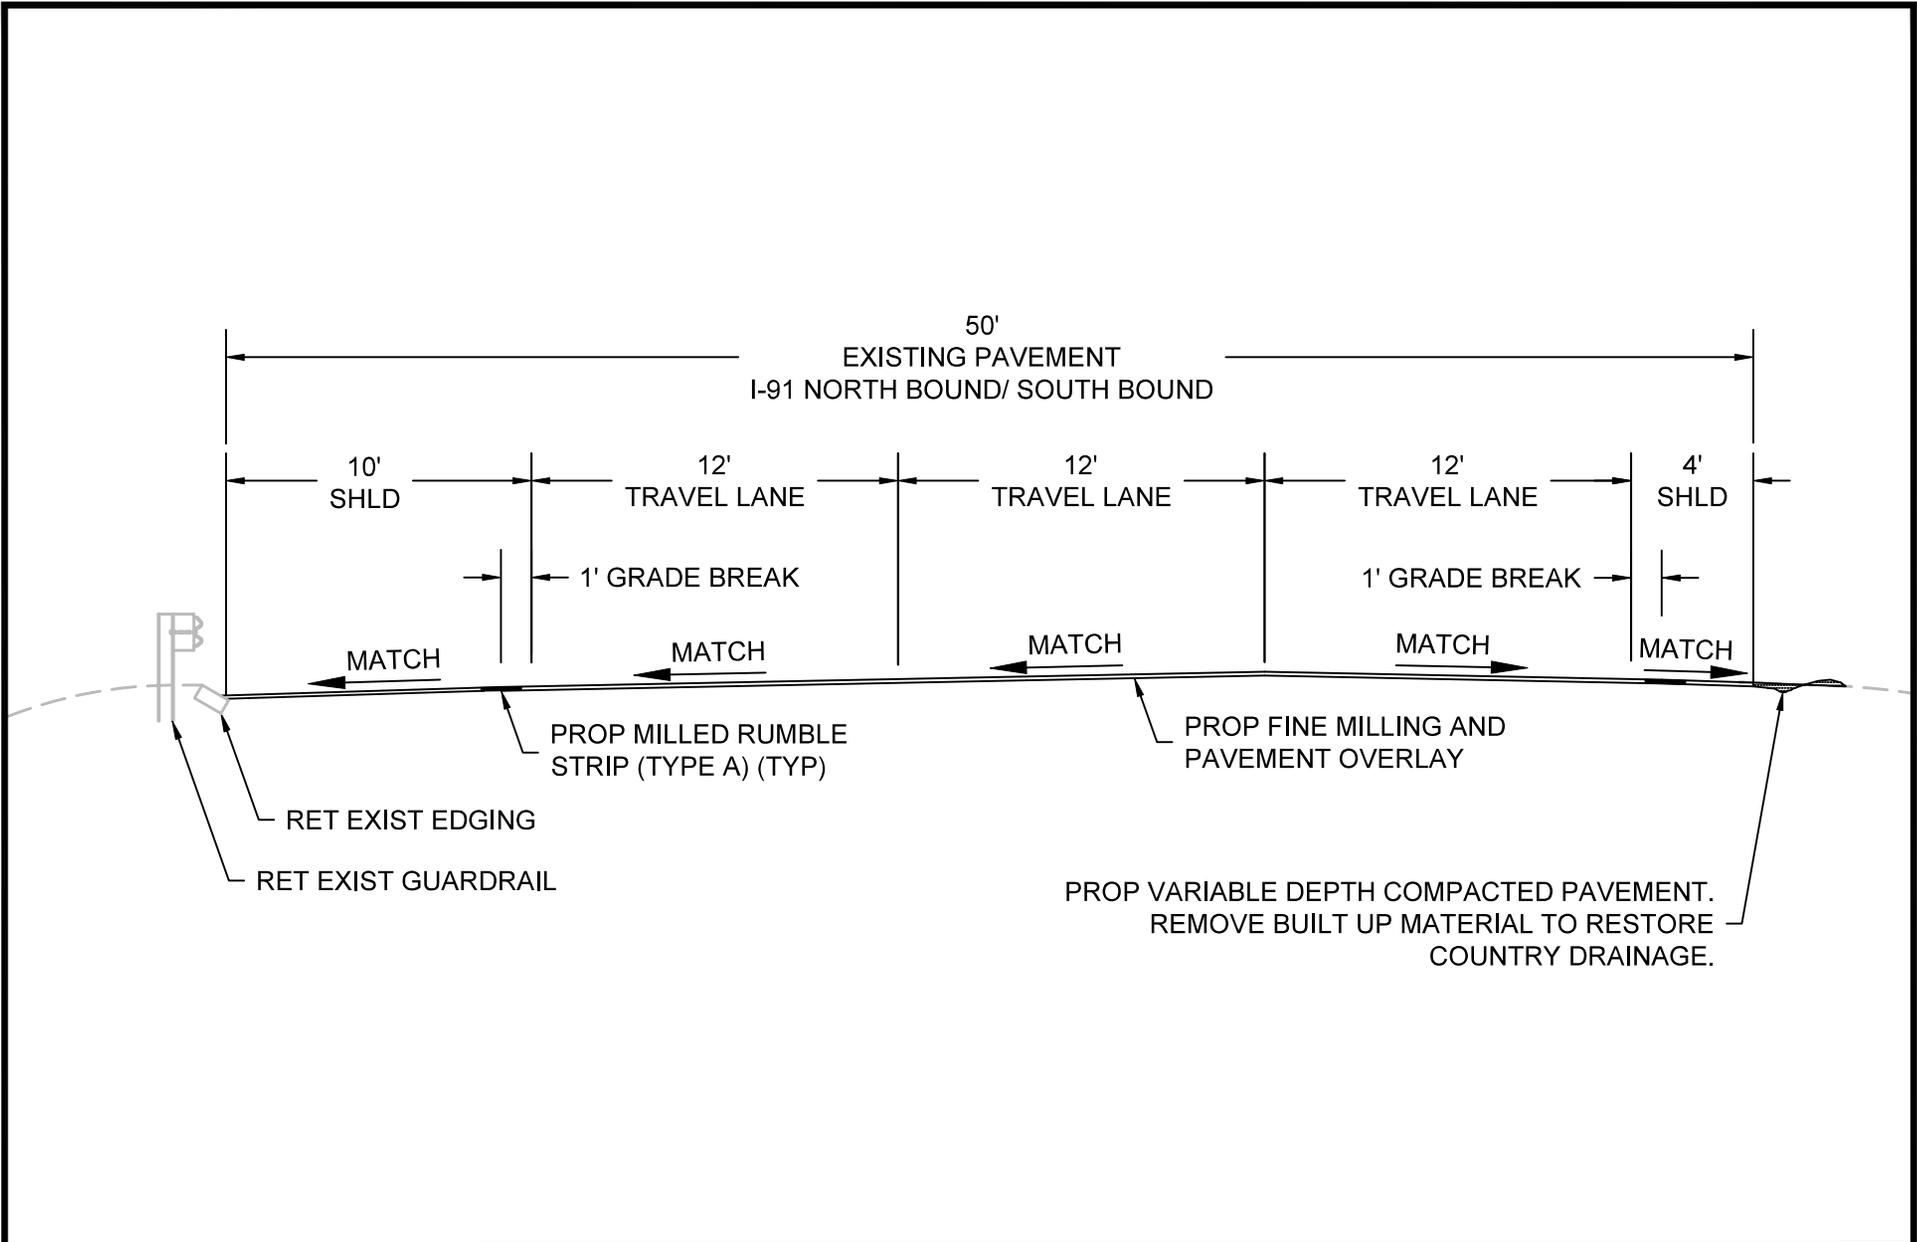 50'
EXISTING PAVEMENT
I-91 NORTH BOUND/ SOUTH BOUND
10'
SHLD
12'
TRAVEL LANE
12'
TRAVEL LANE
12'
TRAVEL LANE
4'
SHLD
1' GRADE BREAK
1' GRADE BREAK
MATCH
MATCH
MATCH
MATCH
MATCH
PROP MILLED RUMBLE
STRIP (TYPE A) (TYP)
PROP FINE MILLING AND
PAVEMENT OVERLAY
RET EXIST EDGING
RET EXIST GUARDRAIL
PROP VARIABLE DEPTH COMPACTED PAVEMENT.
REMOVE BUILT UP MATERIAL TO RESTORE
COUNTRY DRAINAGE.